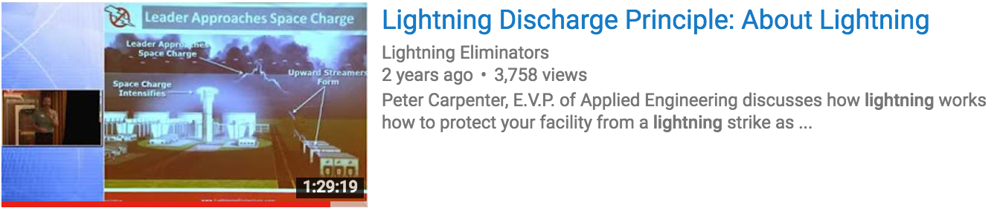 Leader Approaches Space Charge
Leader Approaches
Space Charge
Upward Streamers
Form
Space Charge
Intensifies
1:29:19
Lightning Discharge Principle: About Lightning
Lightning Eliminators
2 years ago • 3,758 views
Peter Carpenter, E.V.P. of Applied Engineering discusses how lightning works
how to protect your facility from a lightning strike as ...